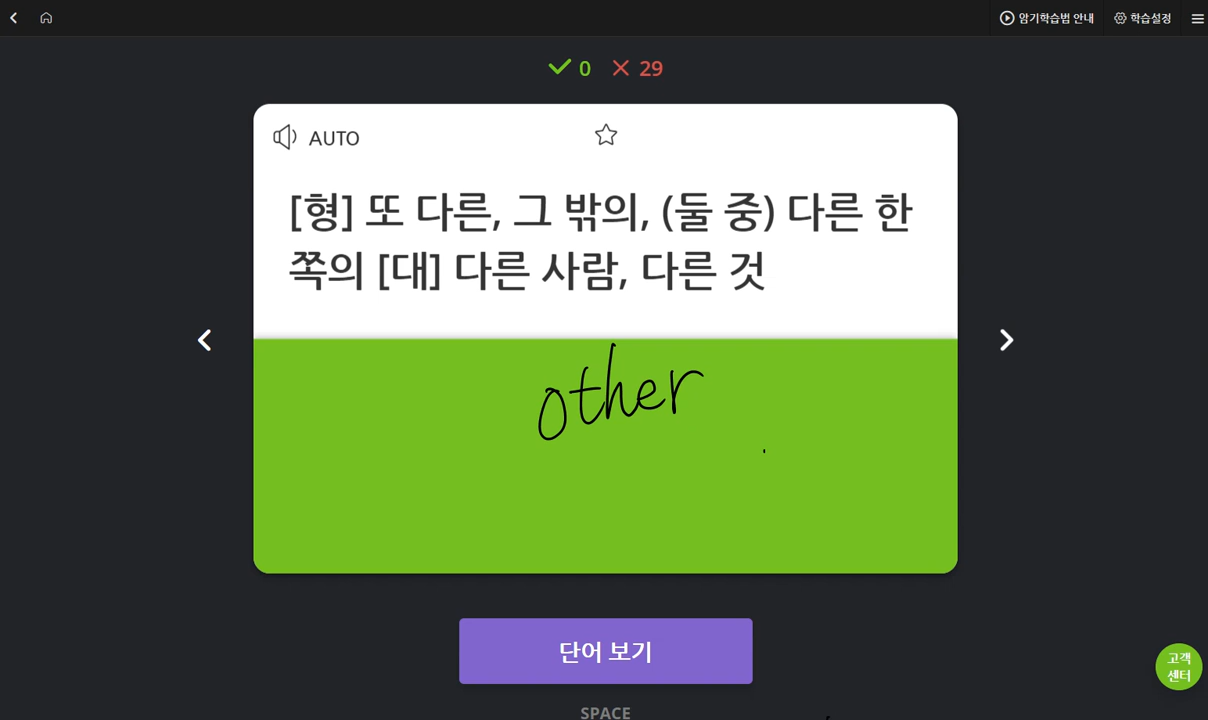 암기학습법 안내 학습설정
0 29
AUTO
[형] 또 다른, 그 밖의, (둘 중) 다른 한
쪽의 [대] 다른 사람, 다른 것
other
단어 보기
고객
센터
SPACE